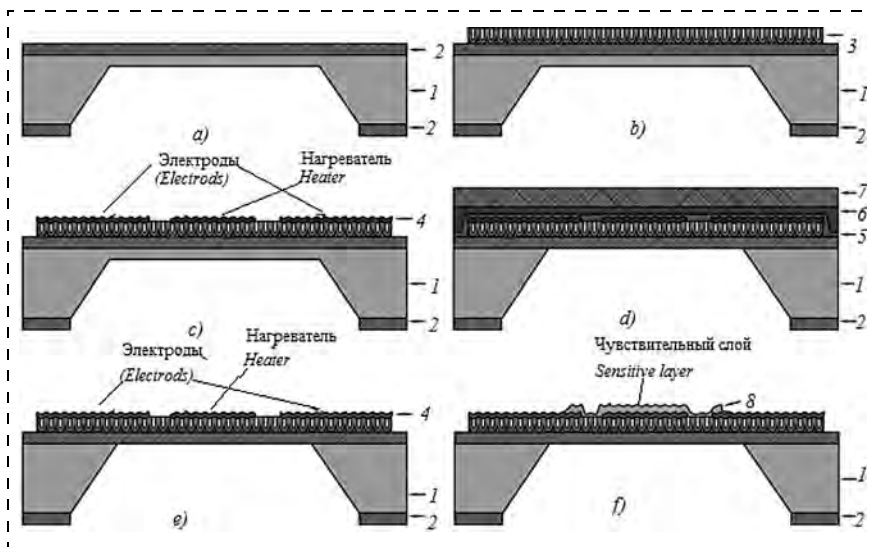 2
1
2
a)
3
2
1
2
b)
Электроды
(Electrods)
Нагреватель
Heater
4
1
2
c)
7
6
5
1
2
d)
Электроды
(Electrods)
Нагреватель
Heater
4
1
2
e)
Чувствительный слой
Sensitive layer
8
1
2
f)